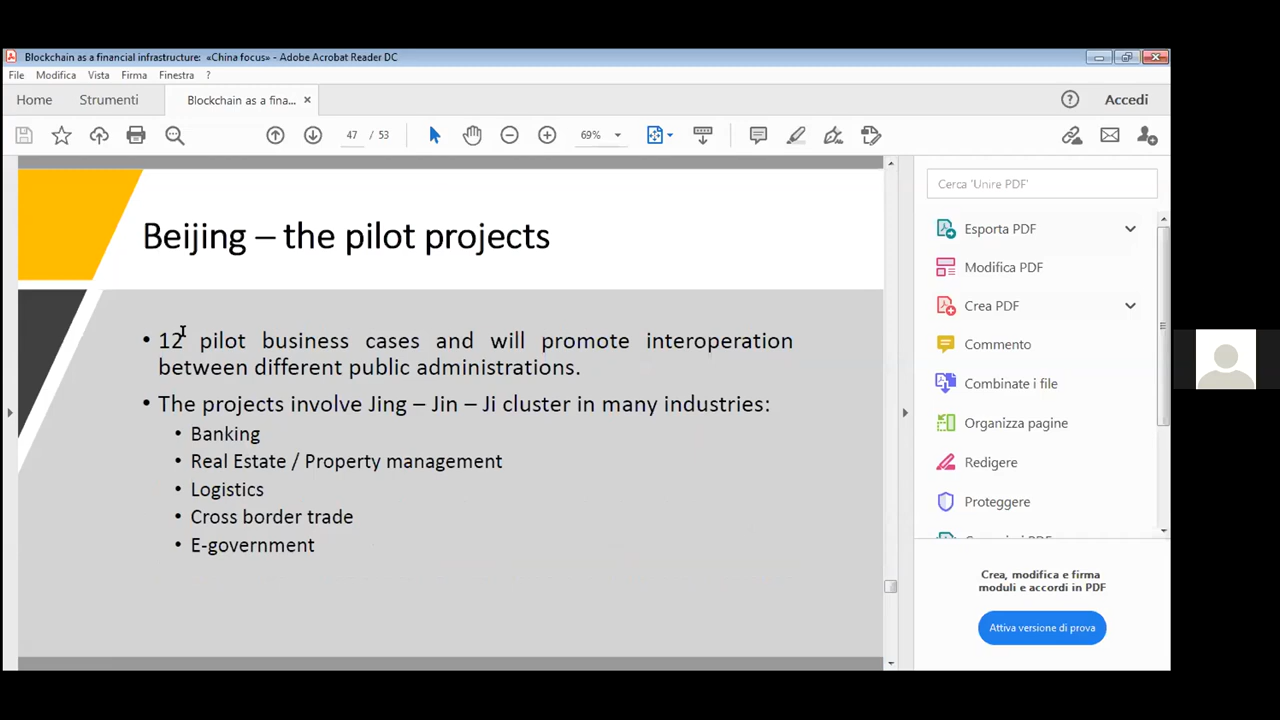 Blockchain as a financial infrastructure: «China focus» - Adobe Acrobat Reader DC
File Modifica Vista Firma Finestra ?
Home Strumenti Blockchain as a fina... × Accedi
47 / 53 69%
Cerca 'Unire PDF'
Beijing – the pilot projects
• 12 pilot business cases and will promote interoperation
between different public administrations.
• The projects involve Jing – Jin – Ji cluster in many industries:
• Banking
• Real Estate / Property management
• Logistics
• Cross border trade
• E-government
Esporta PDF
Modifica PDF
Crea PDF
Commento
Combinate i file
Organizza pagine
Redigere
Proteggere
Crea, modifica e firma
moduli e accordi in PDF
Attiva versione di prova